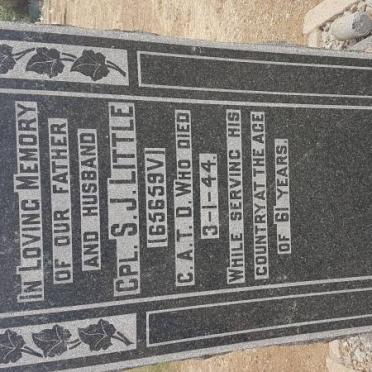 IN LOVING MEMORY
OF OUR FATHER
AND HUSBAND
CPL. S. J. LITTLE
(65659V)
C.A.T.D. WHO DIED
3-1-44.
WHILE SERVING HIS
COUNTRY AT THE AGE
OF 61 YEARS.